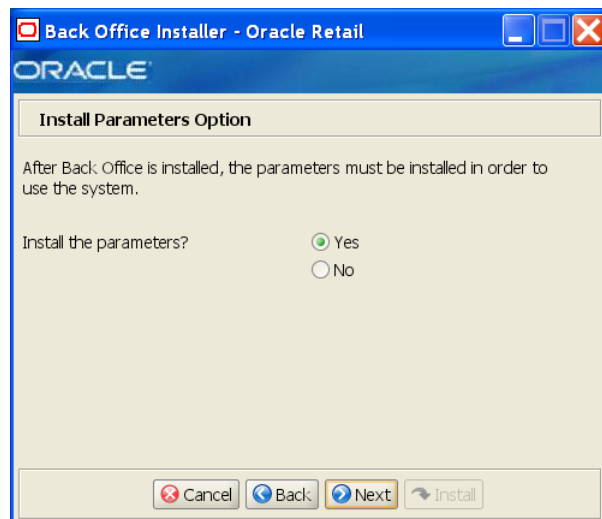 Back Office Installer - Oracle Retail
ORACLE
Install Parameters Option
After Back Office is installed, the parameters must be installed in order to
use the system.
Install the parameters?
Yes
No
Cancel
Back
Next
Install